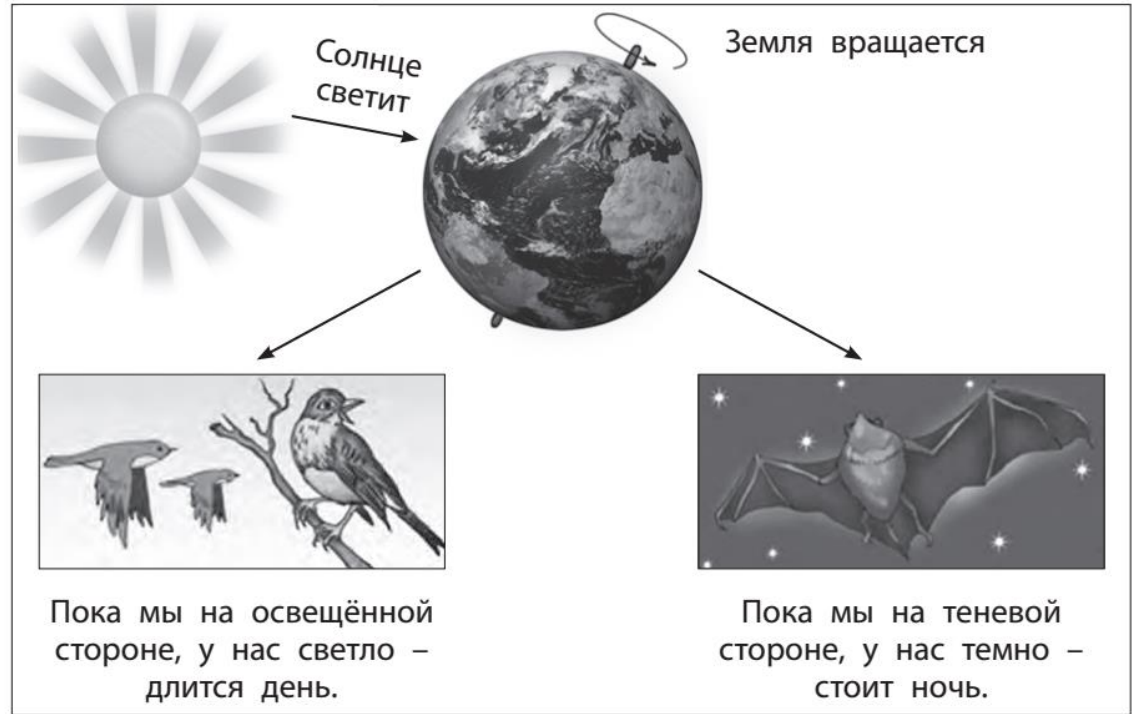 Солнце
светит
Земля вращается
Пока мы на освещённой
стороне, у нас светло –
длится день.
Пока мы на теневой
стороне, у нас темно –
стоит ночь.